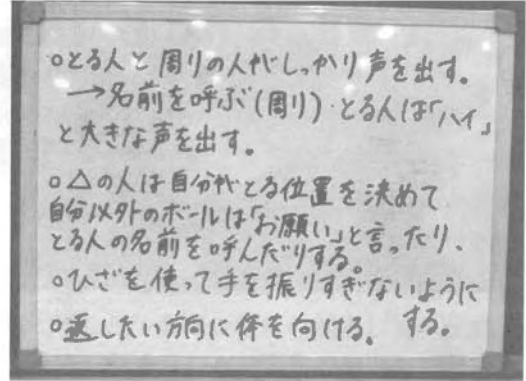 ○とる人と周りの人がしっかり声を出す。
→名前を呼ぶ(周り)・とる人は「ハイ」
と大きな声を出す。
○△の人は自分がとる位置を決めて
自分以外のボールは「お願い」と言ったり、
とる人の名前を呼んだりする。
○ひざを使って手を振りすぎないように
する。
○返したい方向に体を向ける。